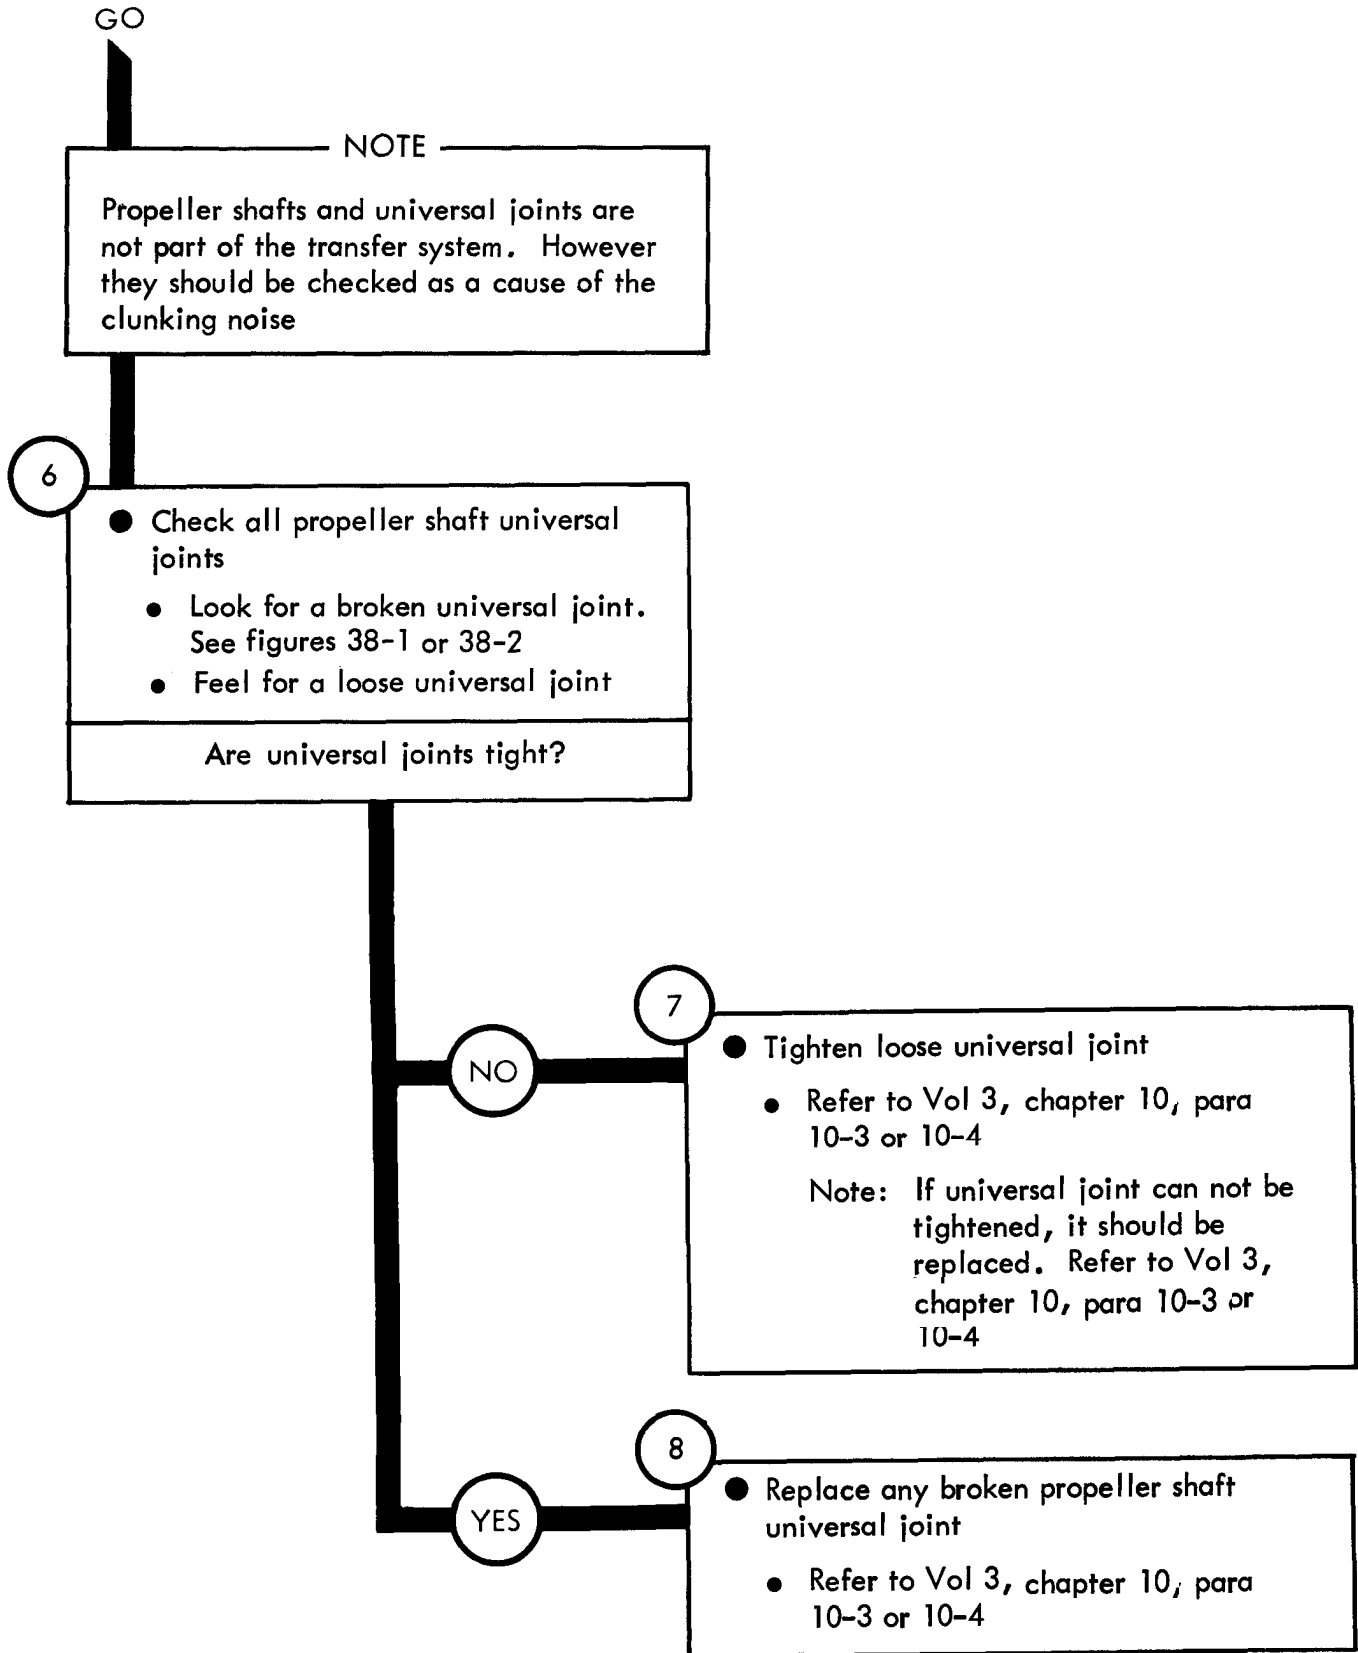 GO
NOTE
Propeller shafts and universal joints are
not part of the transfer system. However
they should be checked as a cause of the
clunking noise
6
● Check all propeller shaft universal
joints
● Look for a broken universal joint.
See figures 38-1 or 38-2
● Feel for a loose universal joint
Are universal joints tight?
7
NO
● Tighten loose universal joint
● Refer to Vol 3, chapter 10, para
10-3 or 10-4
Note: If universal joint can not be
tightened, it should be
replaced. Refer to Vol 3,
chapter 10, para 10-3 or
10-4
8
YES
● Replace any broken propeller shaft
universal joint
● Refer to Vol 3, chapter 10, para
10-3 or 10-4